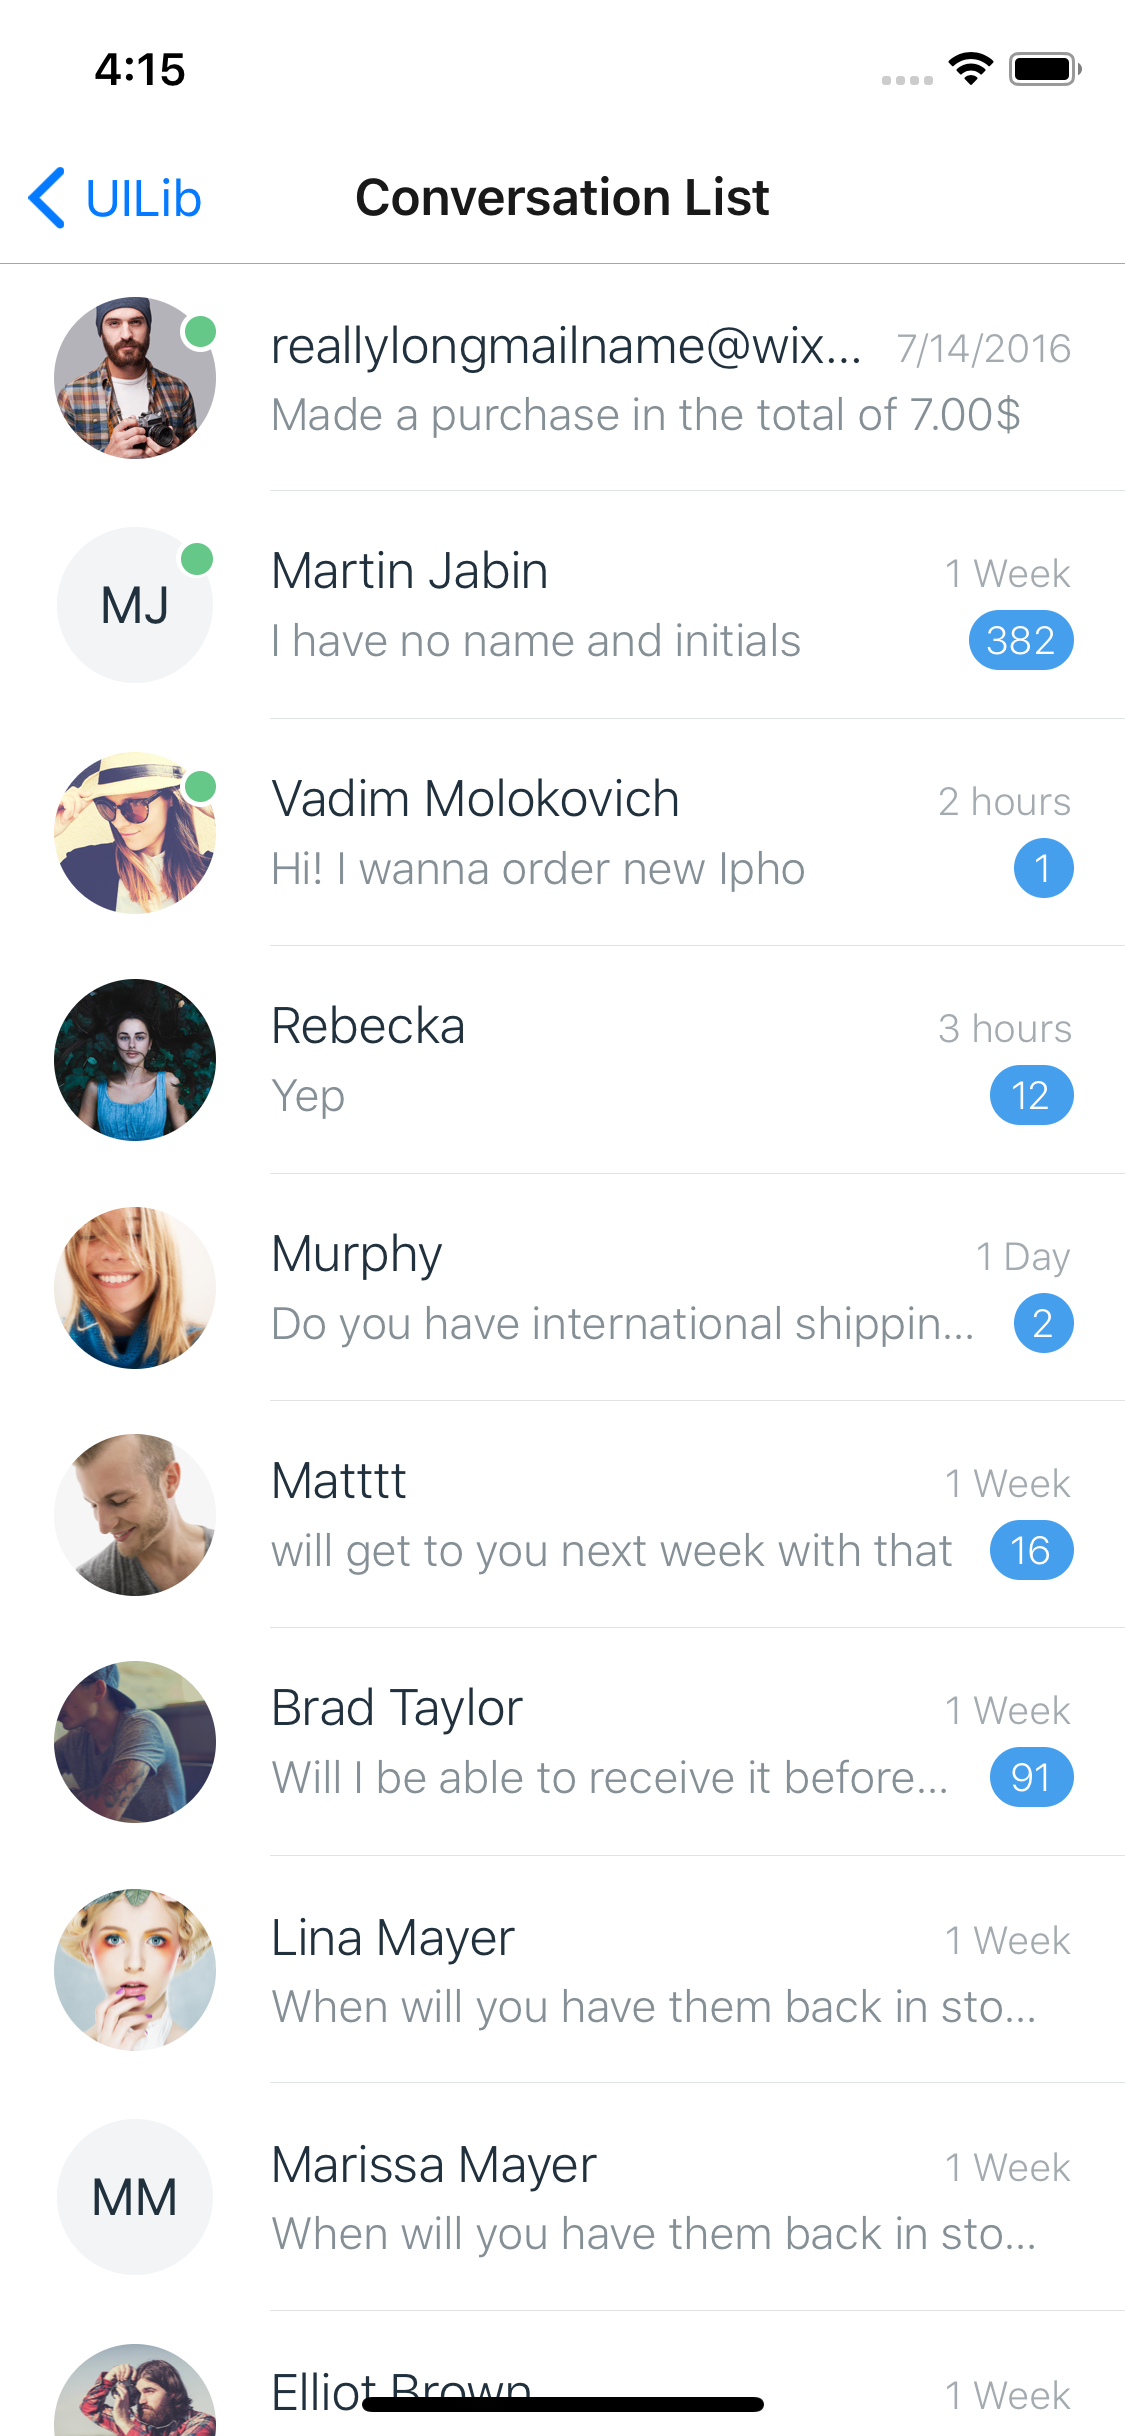 4:15
UILib
Conversation List
reallylongmailname@wix... 7/14/2016
Made a purchase in the total of 7.00$
MJ
Martin Jabin 1 Week
I have no name and initials 382
Vadim Molokovich 2 hours
Hi! I wanna order new Ipho 1
Rebecka 3 hours
Yep 12
Murphy 1 Day
Do you have international shippin... 2
Matttt 1 Week
will get to you next week with that 16
Brad Taylor 1 Week
Will I be able to receive it before... 91
Lina Mayer 1 Week
When will you have them back in sto...
MM
Marissa Mayer 1 Week
When will you have them back in sto...
Elliot Brown 1 Week